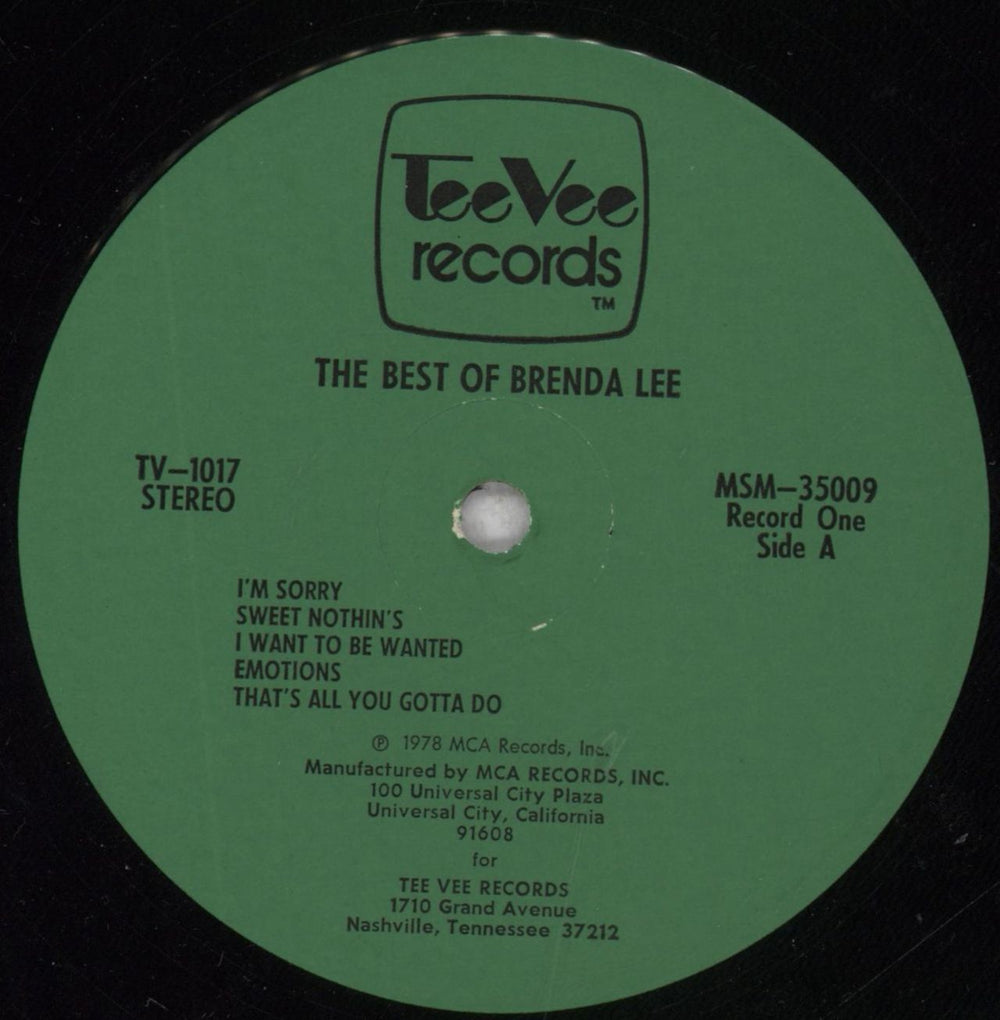 TeeVee
records
TM
THE BEST OF BRENDA LEE
TV-1017
STEREO
MSM-35009
Record One
Side A
I'M SORRY
SWEET NOTHIN'S
I WANT TO BE WANTED
EMOTIONS
THAT'S ALL YOU GOTTA DO
℗ 1978 MCA Records, Inc.
Manufactured by MCA RECORDS, INC.
100 Universal City Plaza
Universal City, California
91608
for
TEE VEE RECORDS
1710 Grand Avenue
Nashville, Tennessee 37212